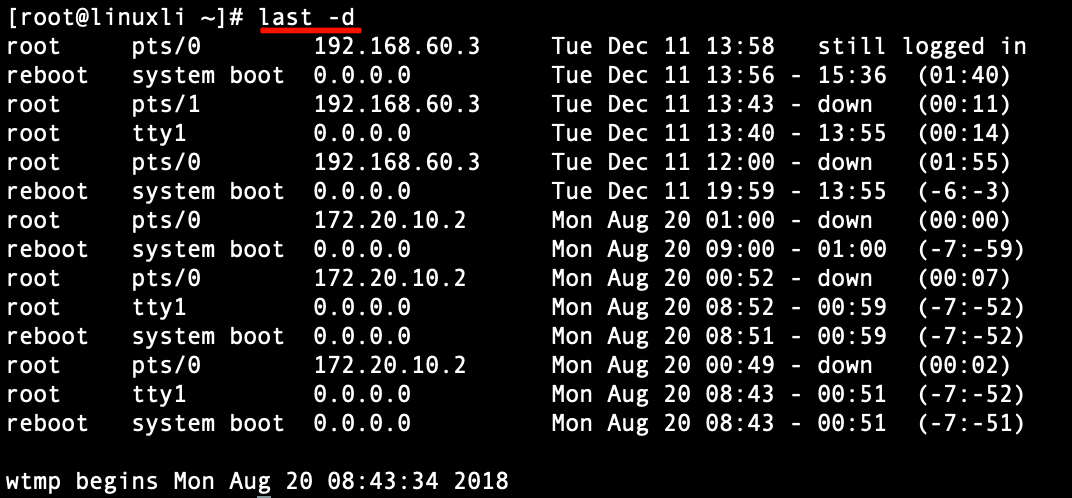 [root@linuxli ~]# last -d
root     pts/0        192.168.60.3     Tue Dec 11 13:58   still logged in
reboot   system boot  0.0.0.0          Tue Dec 11 13:56 - 15:36  (01:40)
root     pts/1        192.168.60.3     Tue Dec 11 13:43 - down   (00:11)
root     tty1         0.0.0.0          Tue Dec 11 13:40 - 13:55  (00:14)
root     pts/0        192.168.60.3     Tue Dec 11 12:00 - down   (01:55)
reboot   system boot  0.0.0.0          Tue Dec 11 19:59 - 13:55  (-6:-3)
root     pts/0        172.20.10.2      Mon Aug 20 01:00 - down   (00:00)
reboot   system boot  0.0.0.0          Mon Aug 20 09:00 - 01:00  (-7:-59)
root     pts/0        172.20.10.2      Mon Aug 20 00:52 - down   (00:07)
root     tty1         0.0.0.0          Mon Aug 20 08:52 - 00:59  (-7:-52)
reboot   system boot  0.0.0.0          Mon Aug 20 08:51 - 00:59  (-7:-52)
root     pts/0        172.20.10.2      Mon Aug 20 00:49 - down   (00:02)
root     tty1         0.0.0.0          Mon Aug 20 08:43 - 00:51  (-7:-52)
reboot   system boot  0.0.0.0          Mon Aug 20 08:43 - 00:51  (-7:-51)

wtmp begins Mon Aug 20 08:43:34 2018